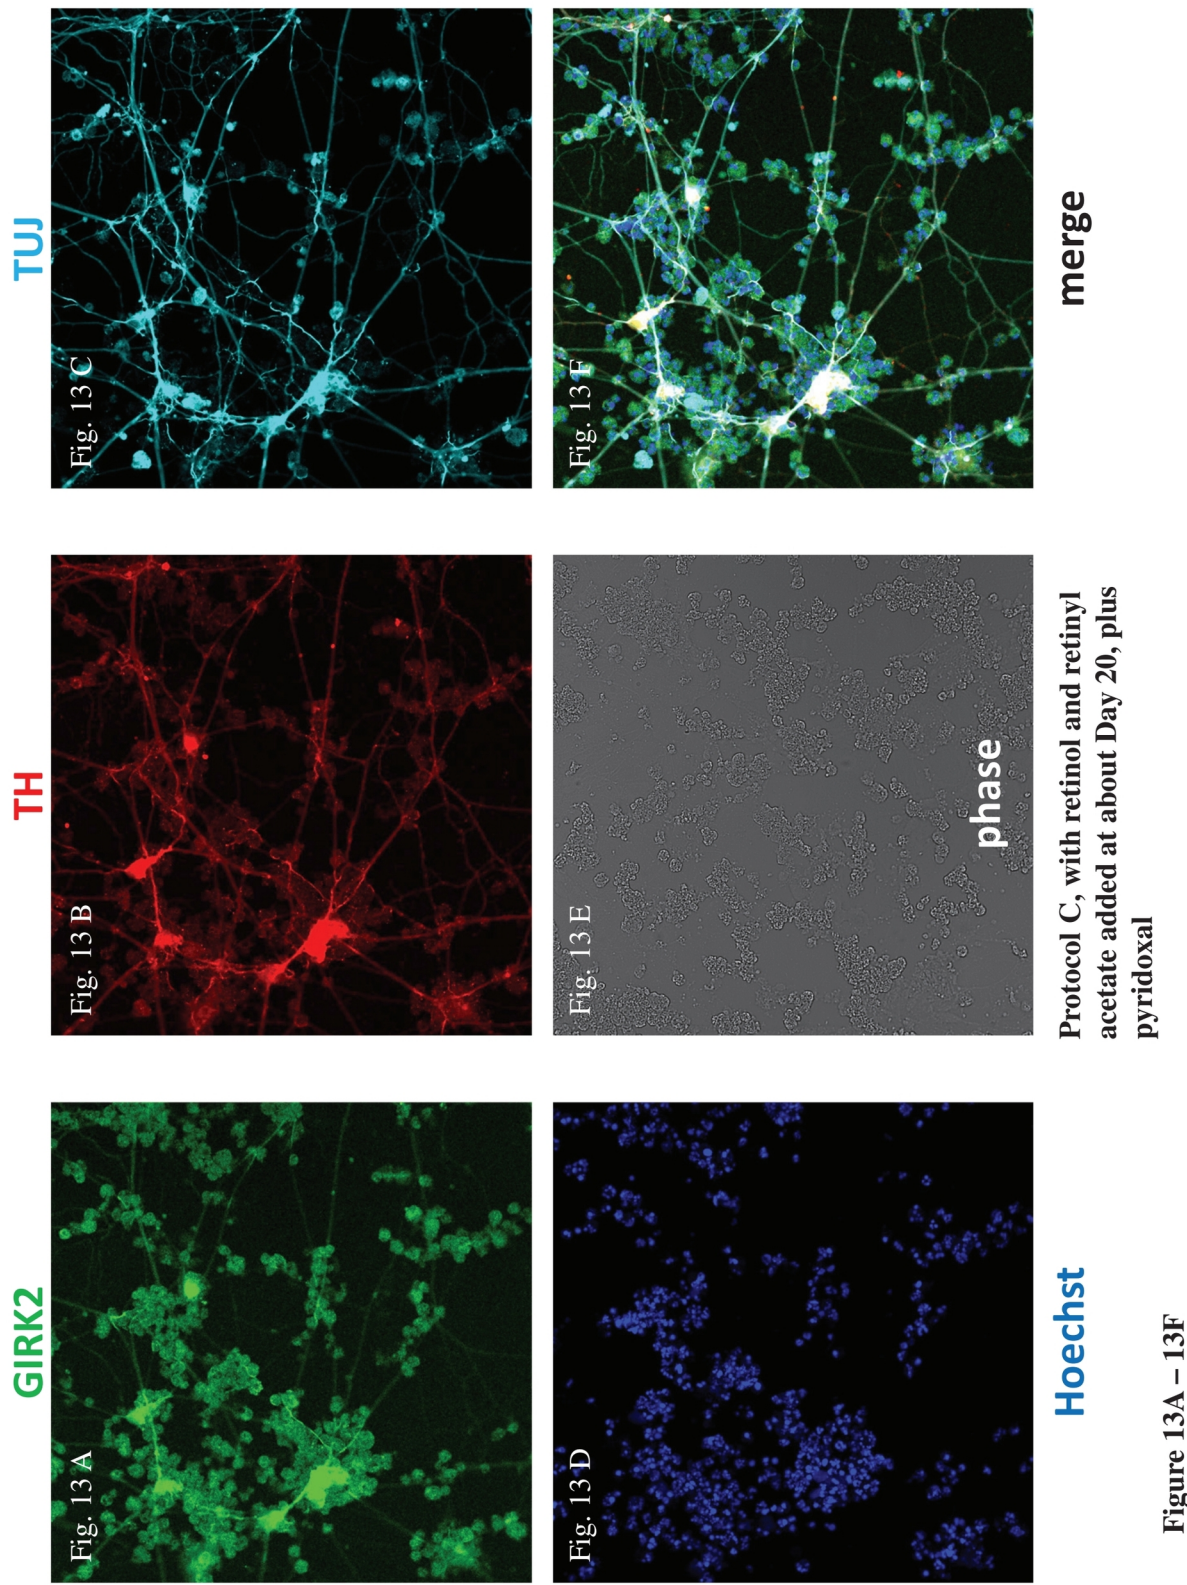 GIRK2
TH
TUJ
Fig. 13 A
Fig. 13 B
Fig. 13 C
Fig. 13 D
Fig. 13 E
Fig. 13 F
phase
Hoechst
Protocol C, with retinol and retinyl
acetate added at about Day 20, plus
pyridoxal
merge
Figure 13A – 13F